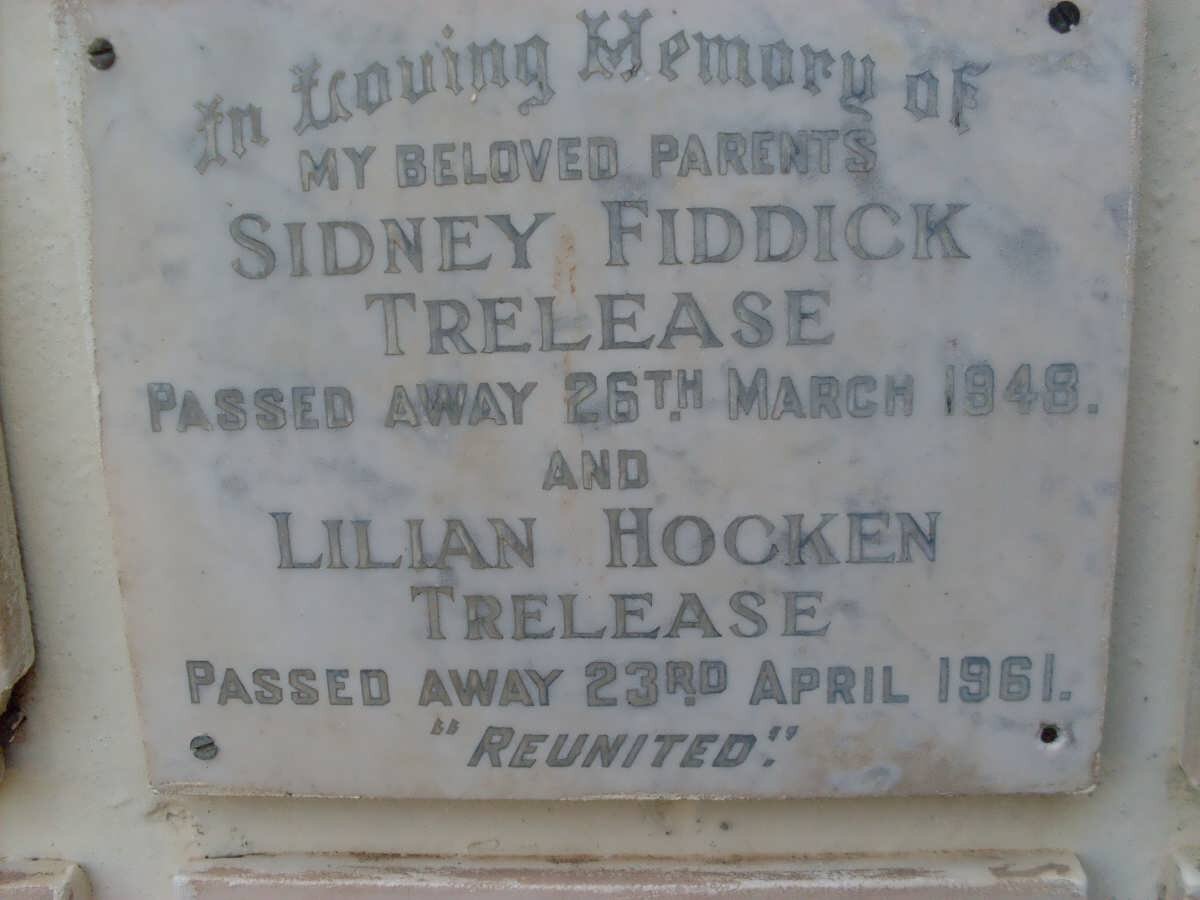 In Loving Memory of
MY BELOVED PARENTS
SIDNEY FIDDICK
TRELEASE
PASSED AWAY 26TH. MARCH 1948.
AND
LILIAN HOCKEN
TRELEASE
PASSED AWAY 23RD. APRIL 1961.
"REUNITED."